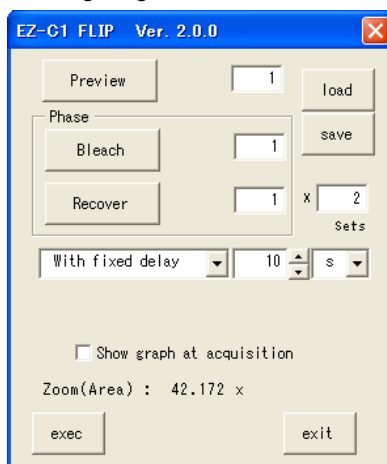 EZ-C1 FLIP Ver. 2.0.0
Preview 1 load
Phase
Bleach 1 save
Recover 1 x 2
Sets
With fixed delay 10 s
Show graph at acquisition
Zoom(Area) : 42.172 x
exec exit